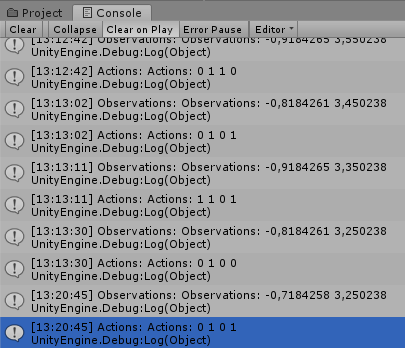 Project Console
Clear Collapse Clear on Play Error Pause Editor
[13:12:42] Observations: Observations: -0,9184265 3,550238
UnityEngine.Debug:Log(Object)
[13:12:42] Actions: Actions: 0 1 1 0
UnityEngine.Debug:Log(Object)
[13:13:02] Observations: Observations: -0,8184261 3,450238
UnityEngine.Debug:Log(Object)
[13:13:02] Actions: Actions: 0 1 0 1
UnityEngine.Debug:Log(Object)
[13:13:11] Observations: Observations: -0,9184265 3,350238
UnityEngine.Debug:Log(Object)
[13:13:11] Actions: Actions: 1 1 0 1
UnityEngine.Debug:Log(Object)
[13:13:30] Observations: Observations: -0,8184261 3,250238
UnityEngine.Debug:Log(Object)
[13:13:30] Actions: Actions: 0 1 0 0
UnityEngine.Debug:Log(Object)
[13:20:45] Observations: Observations: -0,7184258 3,250238
UnityEngine.Debug:Log(Object)
[13:20:45] Actions: Actions: 0 1 0 1
UnityEngine.Debug:Log(Object)